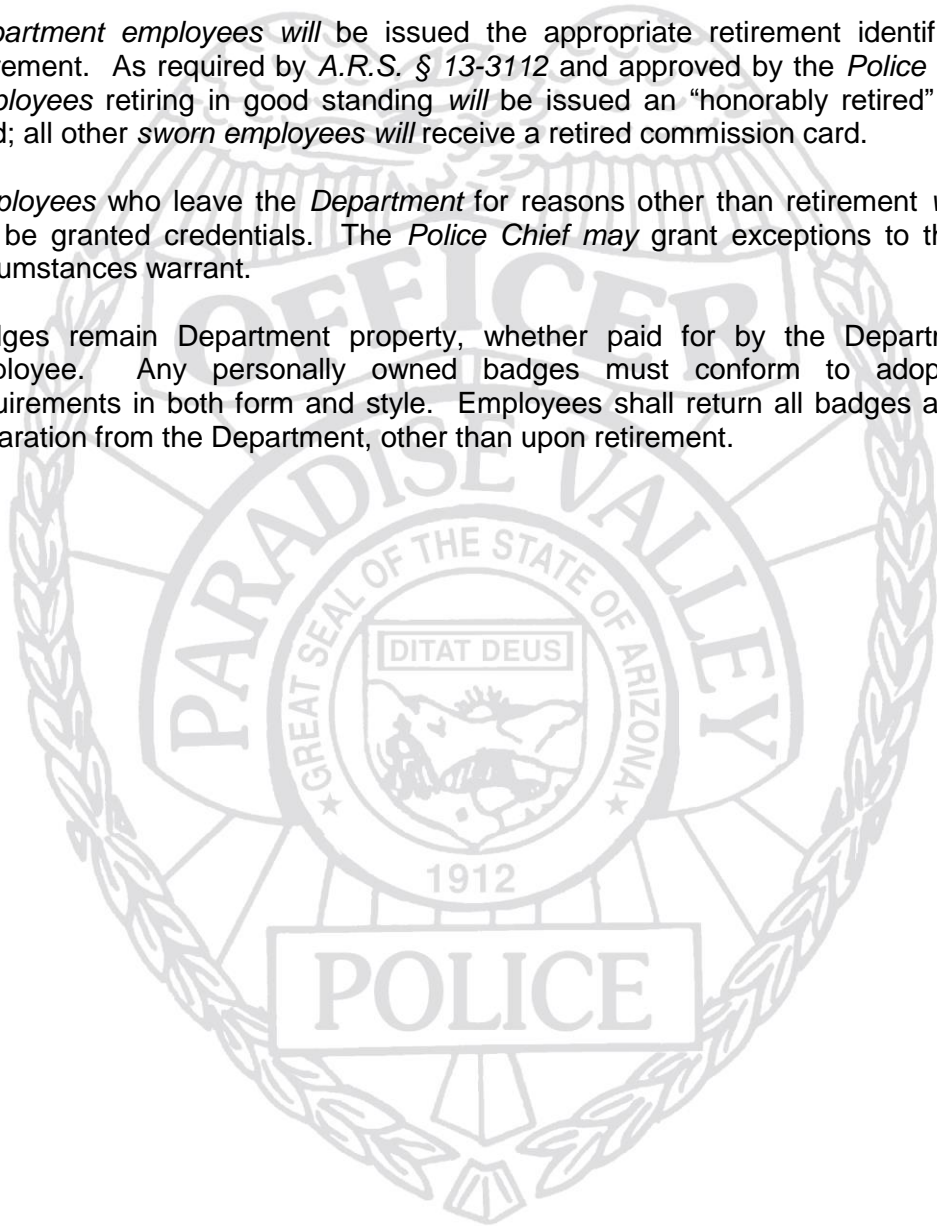 partment employees will be issued the appropriate retirement identif
rement. As required by A.R.S. § 13-3112 and approved by the Police
ployees retiring in good standing will be issued an “honorably retired”
d; all other sworn employees will receive a retired commission card.
ployees who leave the Department for reasons other than retirement w
be granted credentials. The Police Chief may grant exceptions to th
cumstances warrant.
dges remain Department property, whether paid for by the Departm
ployee. Any personally owned badges must conform to adop
quirements in both form and style. Employees shall return all badges a
paration from the Department, other than upon retirement.
OFFICER
PARADISE VALLEY
GREAT SEAL OF THE STATE OF ARIZONA
DITAT DEUS
1912
POLICE